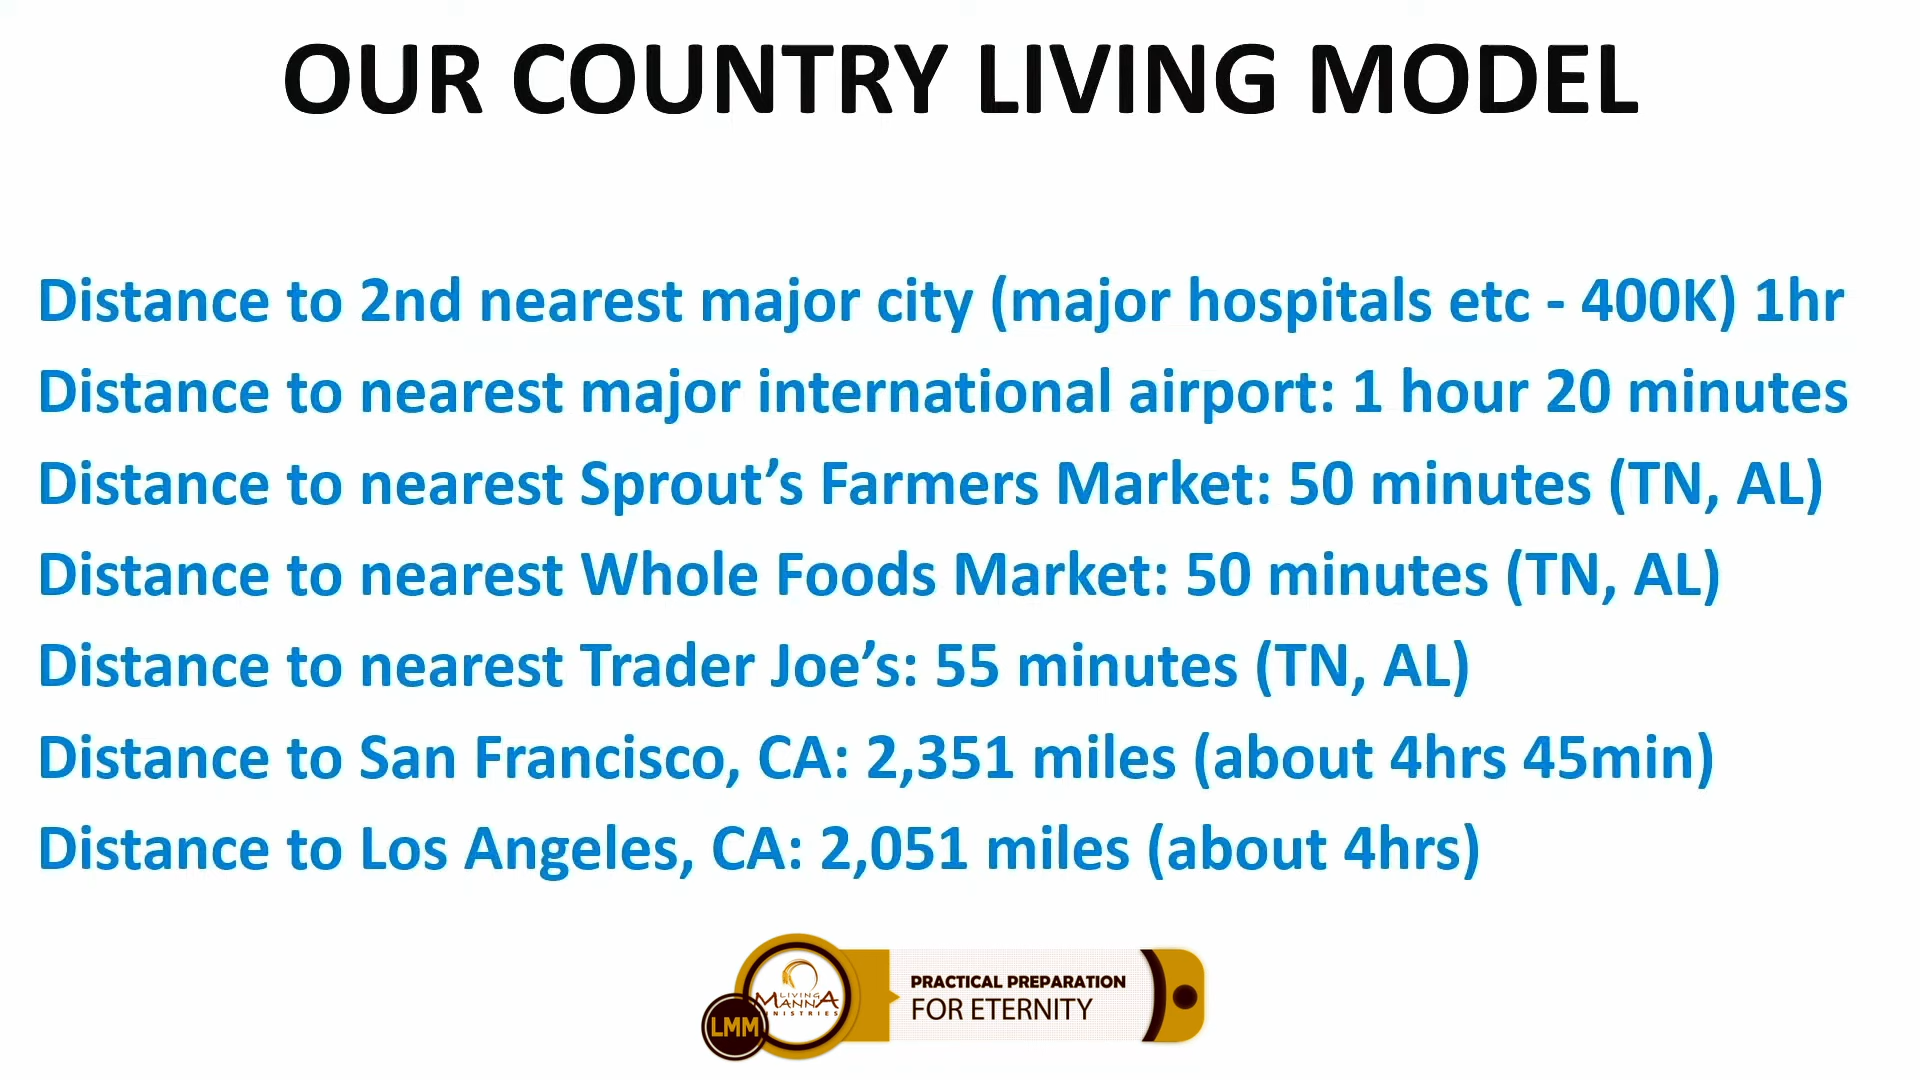 OUR COUNTRY LIVING MODEL
Distance to 2nd nearest major city (major hospitals etc - 400K) 1hr
Distance to nearest major international airport: 1 hour 20 minutes
Distance to nearest Sprout’s Farmers Market: 50 minutes (TN, AL)
Distance to nearest Whole Foods Market: 50 minutes (TN, AL)
Distance to nearest Trader Joe’s: 55 minutes (TN, AL)
Distance to San Francisco, CA: 2,351 miles (about 4hrs 45min)
Distance to Los Angeles, CA: 2,051 miles (about 4hrs)
LIVING
MANNA
INISTRIES
LMM
PRACTICAL PREPARATION
FOR ETERNITY